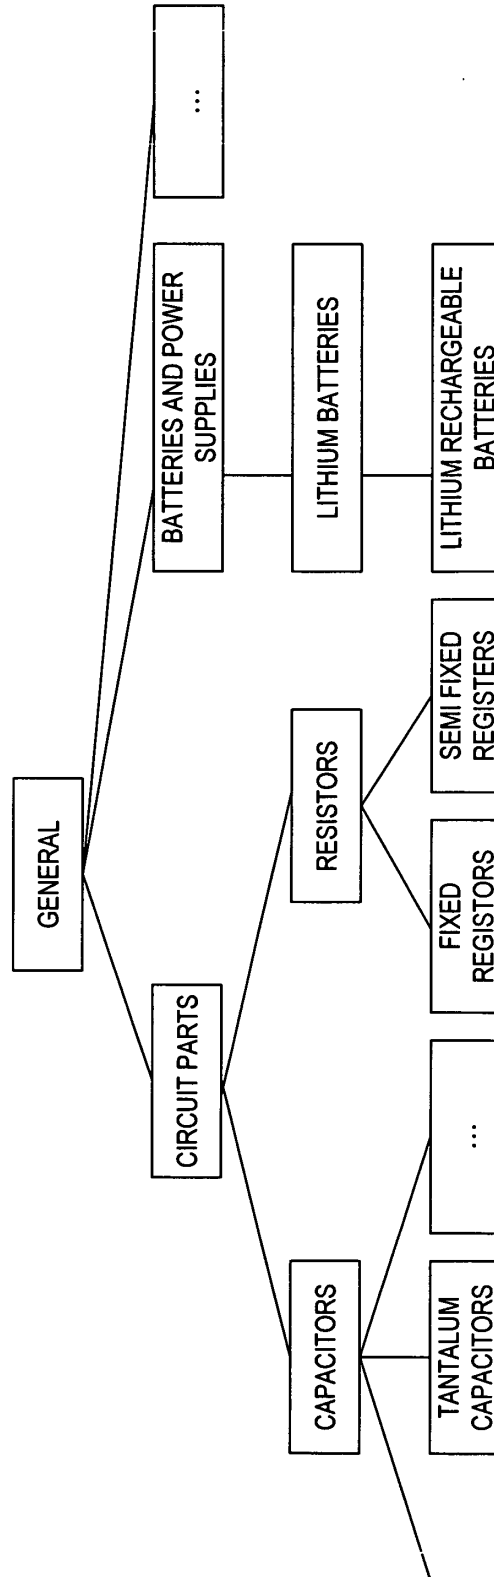 GENERAL
CIRCUIT PARTS
BATTERIES AND POWER
SUPPLIES
...
CAPACITORS
RESISTORS
LITHIUM BATTERIES
TANTALUM
CAPACITORS
...
FIXED
REGISTORS
SEMI FIXED
REGISTERS
LITHIUM RECHARGEABLE
BATTERIES